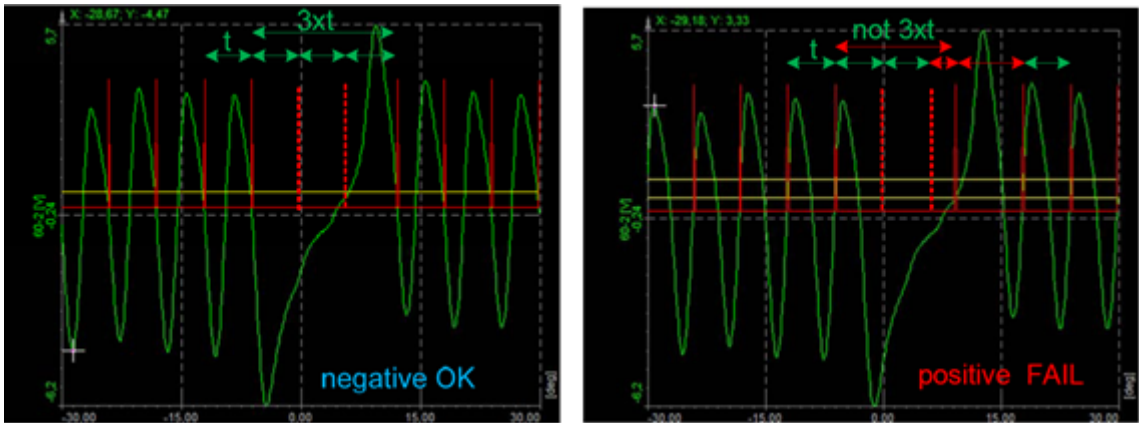 X: -28,67; Y: -4,47
3xt
t
5,7
60-2 [V]
-0,24
-6,2
negative OK
[deg]
-30.00
-15.00
0.00
15.00
30.00
X: -29,18; Y: 3,33
not 3xt
t
5,7
60-2 [V]
-0,24
-6,2
positive FAIL
[deg]
-30.00
-15.00
0.00
15.00
30.00